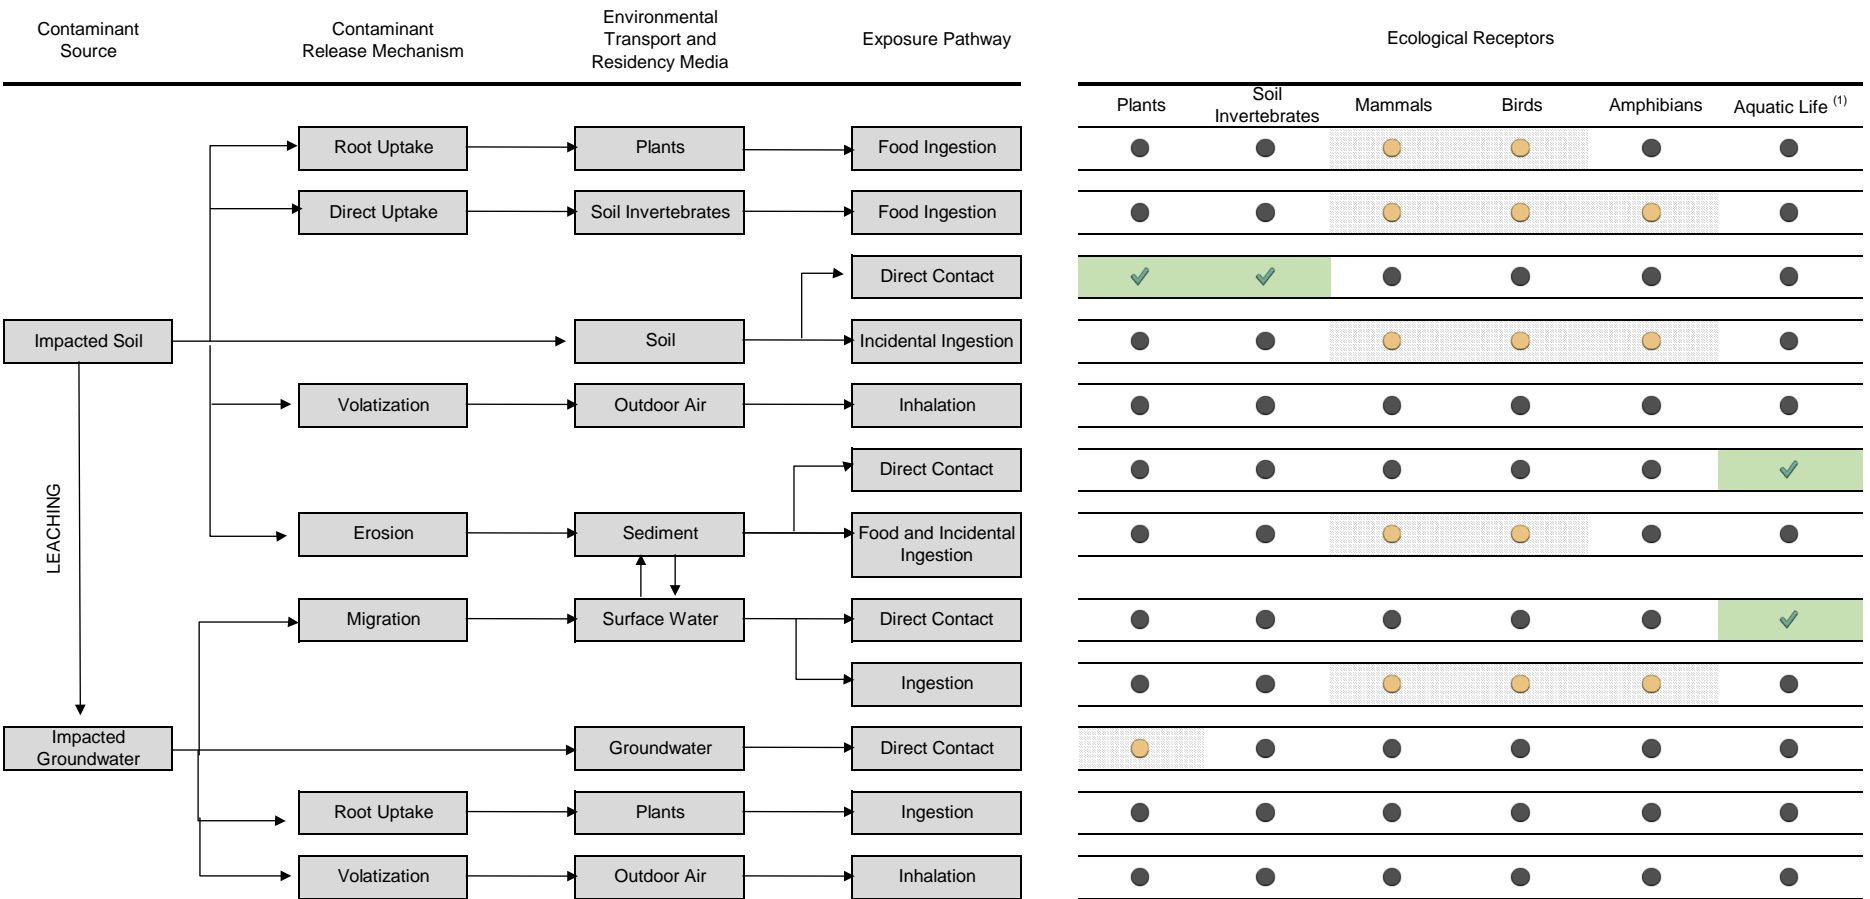 Contaminant
Source
Contaminant
Release Mechanism
Environmental
Transport and
Residency Media
Exposure Pathway
Ecological Receptors
Plants
Soil
Invertebrates
Mammals
Birds
Amphibians
Aquatic Life (1)
Root Uptake
Plants
Food Ingestion
Direct Uptake
Soil Invertebrates
Food Ingestion
Direct Contact
Impacted Soil
Soil
Incidental Ingestion
Volatization
Outdoor Air
Inhalation
Direct Contact
LEACHING
Erosion
Sediment
Food and Incidental
Ingestion
Migration
Surface Water
Direct Contact
Ingestion
Impacted
Groundwater
Groundwater
Direct Contact
Root Uptake
Plants
Ingestion
Volatization
Outdoor Air
Inhalation